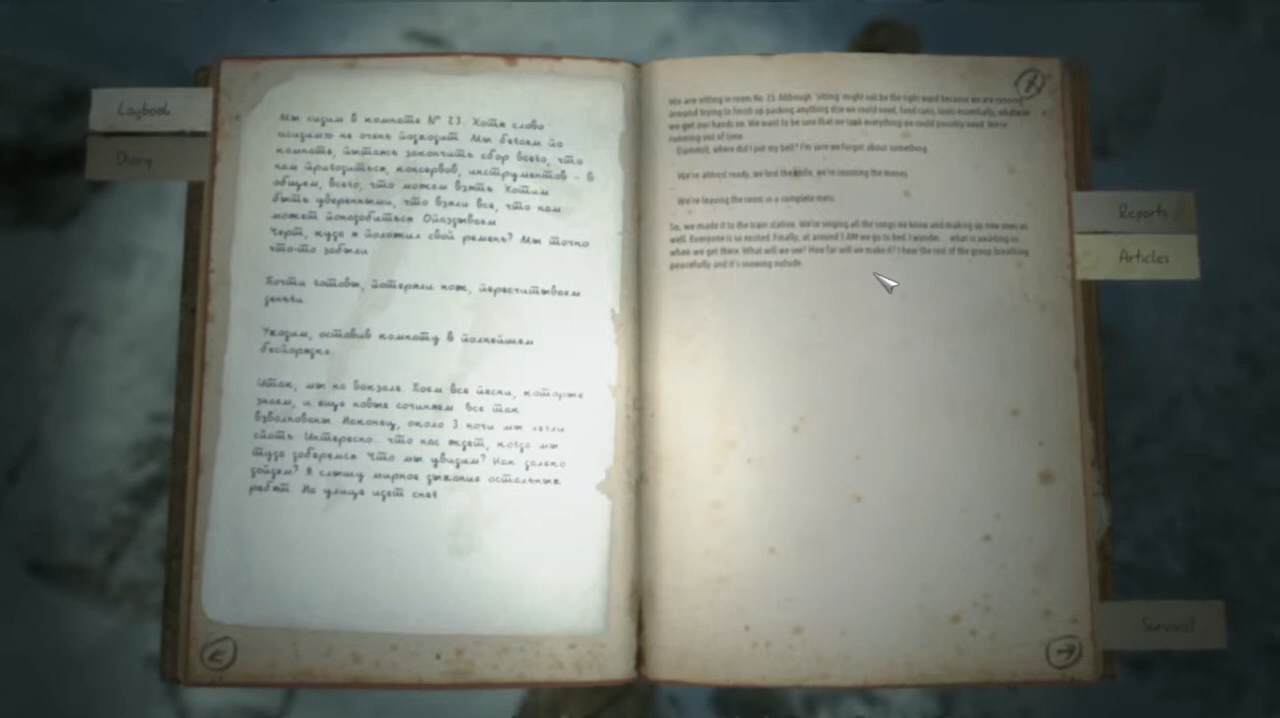 Logbook
Diary
Мы сидим в комнате № 23. Хотя слово
«сидим» не очень подходит. Мы бегаем по
комнате, пытаясь закончить сбор всего, что
нам пригодиться, консервов, инструментов - в
общем, всего, что можем взять. Хотим
быть уверенными, что взяли все, что нам
может понадобиться. Опаздываем
Черт, куда я положил свой ремень? Мы точно
что-то забыли
Почти готовы, потеряли нож, пересчитываем
деньги.
Уходим, оставив комнату в полнейшем
беспорядке.
Итак, мы на вокзале. Поем все песни, которые
знаем, и еще новые сочиняем. Все так
взволнованы. Наконец, около 3 ночи мы легли
спать. Интересно... что нас ждет, когда мы
туда доберемся. Что мы увидим? Как далеко
зайдем? Я слышу мирное дыхание остальных
ребят. На улице идет снег
We are sitting in room No. 23. Although 'sitting' might not be the right word because we are running
around trying to finish up packing anything else we could need, food cans, tools essentially, whatever
we get our hands on. We want to be sure that we took everything we could possibly need. We're
running out of time.
Dammit, where did I put my belt? I'm sure we forgot about something.
We're almost ready, we lost the knife, we're counting the money.
We're leaving the room in a complete mess.
So, we made it to the train station. We're singing all the songs we know and making up new ones as
well. Everyone is so excited. Finally, at around 3 AM we go to bed. I wonder... what is awaiting us
when we get there. What will we see? How far will we make it? I hear the rest of the group breathing
peacefully and it's snowing outside.
Reports
Articles
Survival